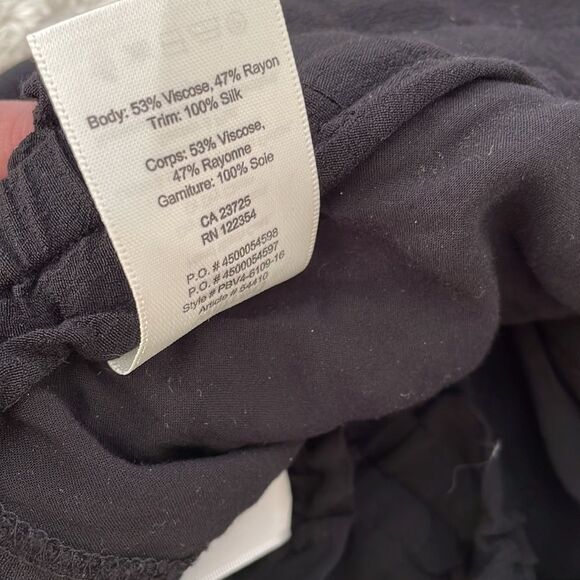 Body: 53% Viscose, 47% Rayon
Trim: 100% Silk
Corps: 53% Viscose,
47% Rayonne
Garniture: 100% Soie
CA 23725
RN 122354
P.O. # 4500054598
P.O. # 4500054597
Style # PBV4-6109-16
Article # 54410